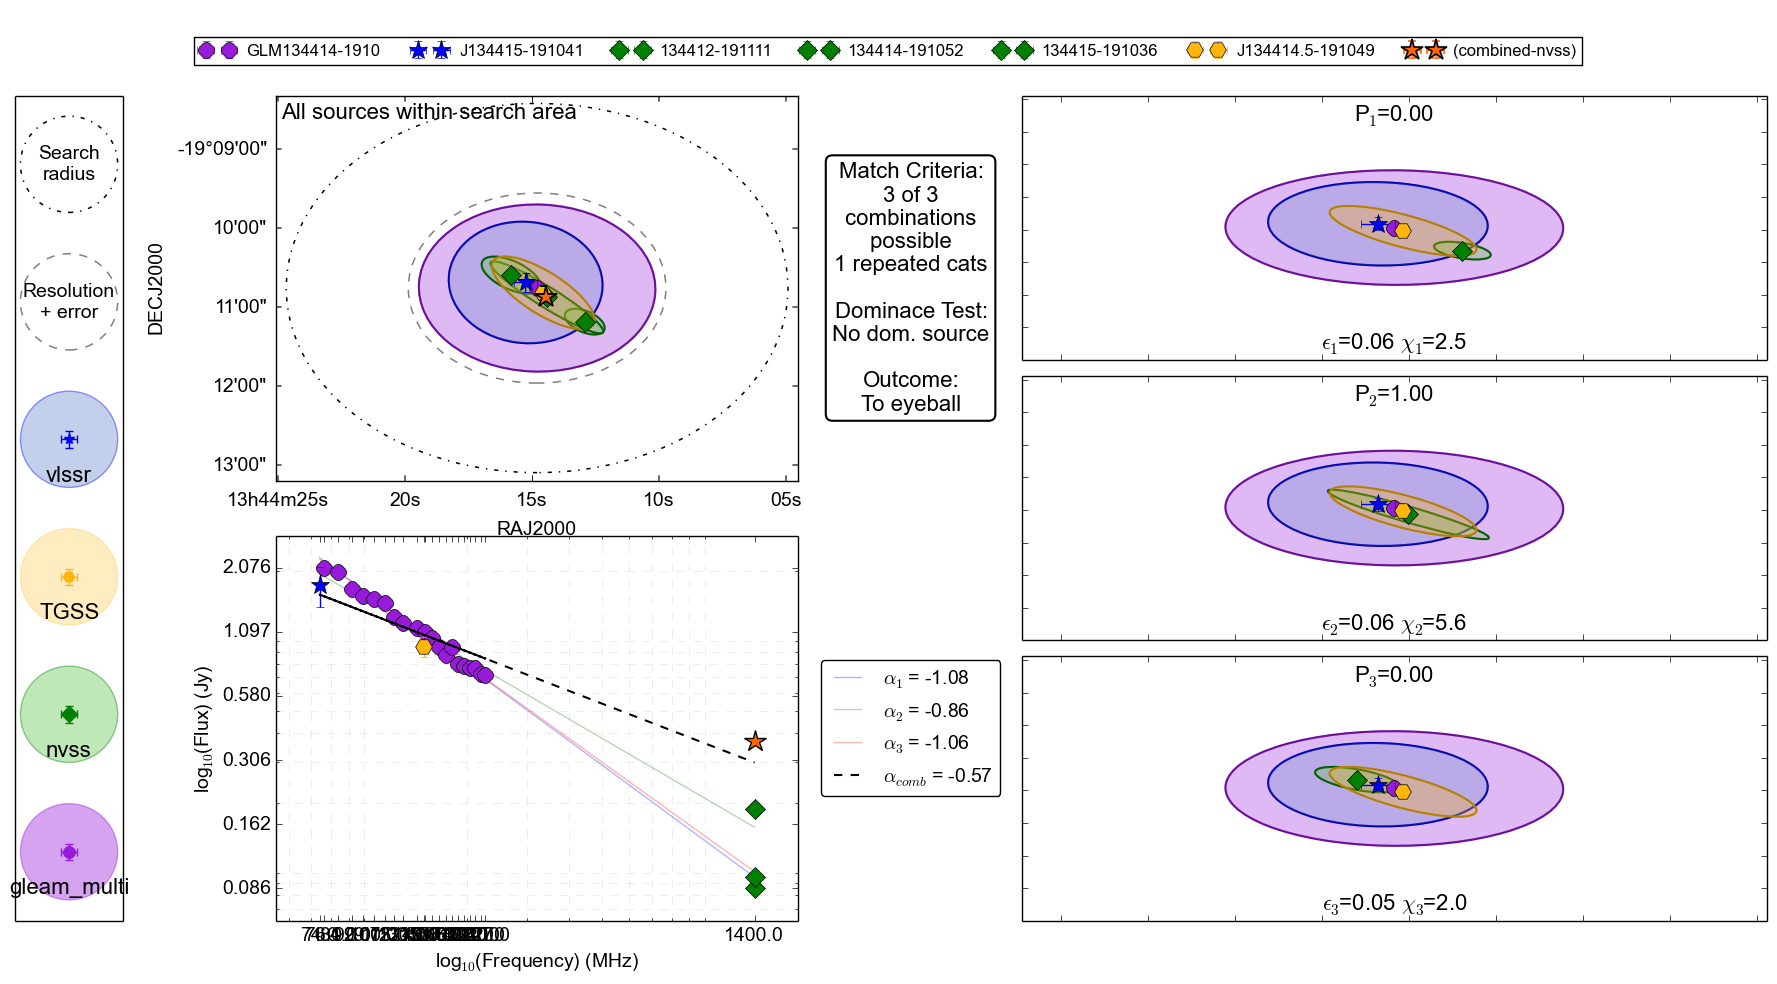 GLM134414-1910 J134415-191041 134412-191111 134414-191052 134415-191036 J134414.5-191049 (combined-nvss)
Search
radius
Resolution
+ error
vlssr
TGSS
nvss
gleam_multi
All sources within search area
DECJ2000
-19°09'00"
10'00"
11'00"
12'00"
13'00"
13h44m25s 20s 15s 10s 05s
RAJ2000
Match Criteria:
3 of 3
combinations
possible
1 repeated cats
Dominace Test:
No dom. source
Outcome:
To eyeball
log10(Flux) (Jy)
2.076
1.097
0.580
0.306
0.162
0.086
1400.0
log10(Frequency) (MHz)
α1 = -1.08
α2 = -0.86
α3 = -1.06
αcomb = -0.57
P1=0.00
ϵ1=0.06 χ1=2.5
P2=1.00
ϵ2=0.06 χ2=5.6
P3=0.00
ϵ3=0.05 χ3=2.0